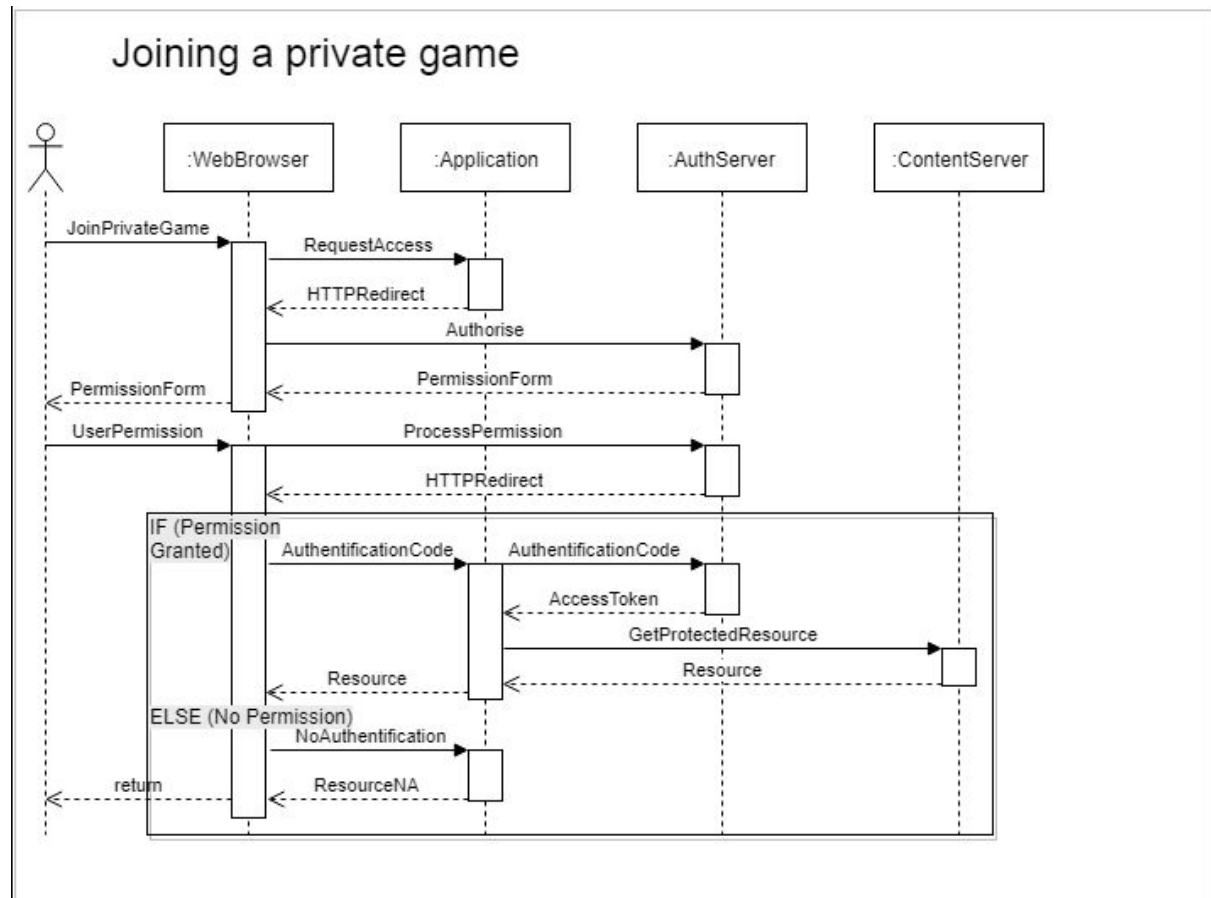 Joining a private game
:WebBrowser
:Application
:AuthServer
:ContentServer
JoinPrivateGame
RequestAccess
HTTPRedirect
Authorise
PermissionForm
PermissionForm
UserPermission
ProcessPermission
HTTPRedirect
IF (Permission
Granted)
AuthentificationCode
AuthentificationCode
AccessToken
GetProtectedResource
Resource
Resource
ELSE (No Permission)
NoAuthentification
return
ResourceNA